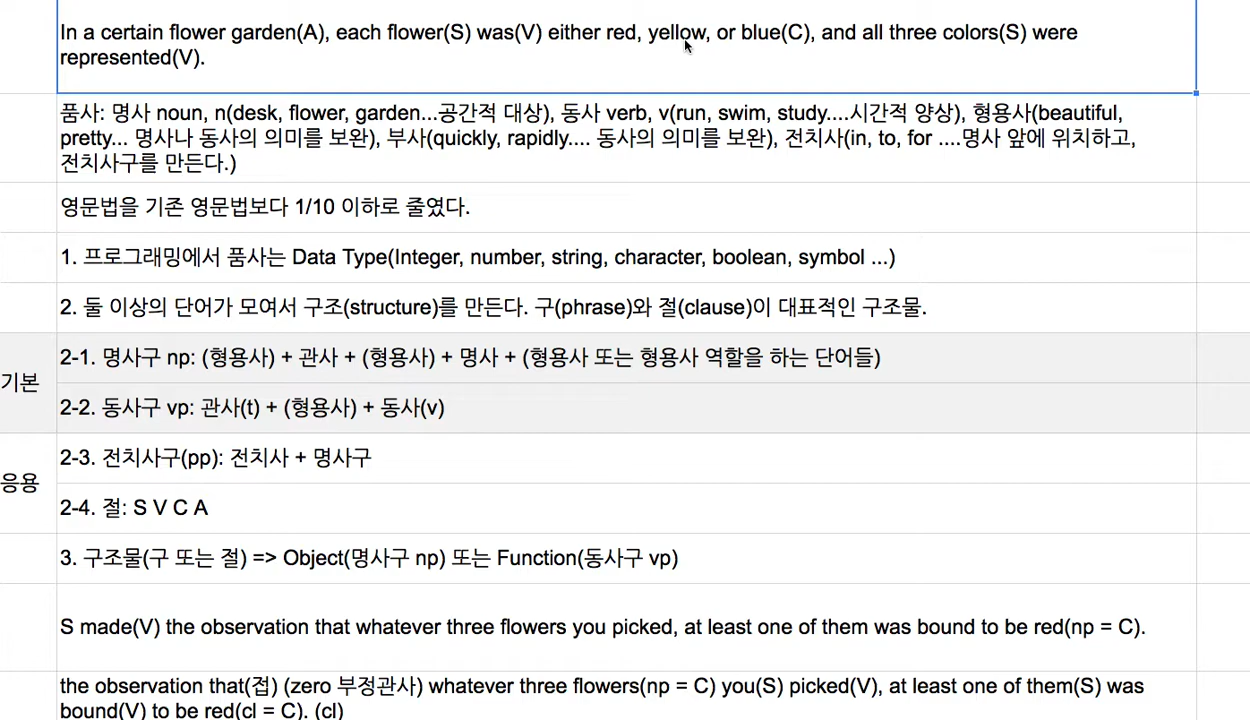 In a certain flower garden(A), each flower(S) was(V) either red, yellow, or blue(C), and all three colors(S) were
represented(V).
품사: 명사 noun, n(desk, flower, garden...공간적 대상), 동사 verb, v(run, swim, study....시간적 양상), 형용사(beautiful,
pretty... 명사나 동사의 의미를 보완), 부사(quickly, rapidly.... 동사의 의미를 보완), 전치사(in, to, for ....명사 앞에 위치하고,
전치사구를 만든다.)
영문법을 기존 영문법보다 1/10 이하로 줄였다.
1. 프로그래밍에서 품사는 Data Type(Integer, number, string, character, boolean, symbol ...)
2. 둘 이상의 단어가 모여서 구조(structure)를 만든다. 구(phrase)와 절(clause)이 대표적인 구조물.
기본
2-1. 명사구 np: (형용사) + 관사 + (형용사) + 명사 + (형용사 또는 형용사 역할을 하는 단어들)
2-2. 동사구 vp: 관사(t) + (형용사) + 동사(v)
응용
2-3. 전치사구(pp): 전치사 + 명사구
2-4. 절: S V C A
3. 구조물(구 또는 절) => Object(명사구 np) 또는 Function(동사구 vp)
S made(V) the observation that whatever three flowers you picked, at least one of them was bound to be red(np = C).
the observation that(접) (zero 부정관사) whatever three flowers(np = C) you(S) picked(V), at least one of them(S) was
bound(V) to be red(cl = C). (cl)